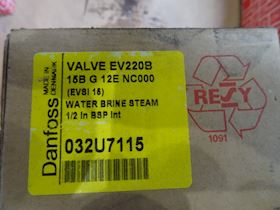 Danfoss
MADE IN
DENMARK
VALVE EV220B
15B G 12E NC000
(EVSI 15)
WATER BRINE STEAM
1/2 in BSP Int
032U7115
RESY
1091